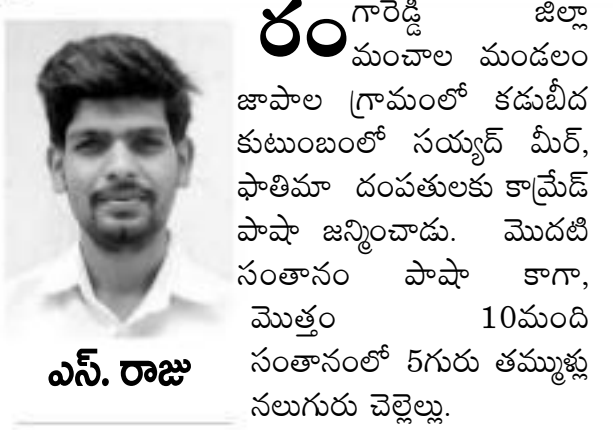 రంగారెడ్డి జిల్లా
మంచాల మండలం
జాపాల గ్రామంలో కడుబీద
కుటుంబంలో సయ్యద్ మీర్,
ఫాతిమా దంపతులకు కామ్రేడ్
పాషా జన్మించాడు. మొదటి
సంతానం పాషా కాగా,
మొత్తం 10మంది
సంతానంలో 5గురు తమ్ముళ్లు
నలుగురు చెల్లెల్లు.
ఎస్. రాజు